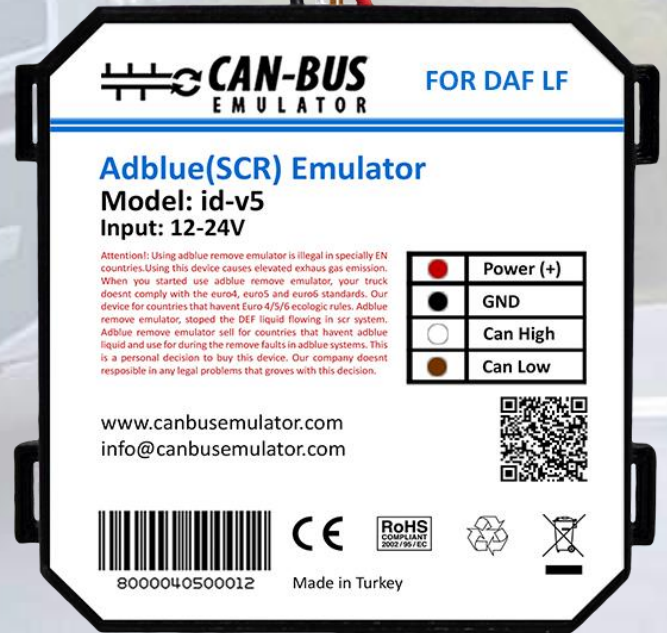 CAN-BUS
EMULATOR
FOR DAF LF
Adblue(SCR) Emulator
Model: id-v5
Input: 12-24V
Attention!: Using adblue remove emulator is illegal in specially EN
countries.Using this device causes elevated exhaus gas emission.
When you started use adblue remove emulator, your truck
doesnt comply with the euro4, euro5 and euro6 standards. Our
device for countries that havent Euro 4/5/6 ecologic rules. Adblue
remove emulator, stoped the DEF liquid flowing in scr system.
Adblue remove emulator sell for countries that havent adblue
liquid and use for during the remove faults in adblue systems. This
is a personal decision to buy this device. Our company doesnt
resposible in any legal problems that groves with this decision.
Power (+)
GND
Can High
Can Low
www.canbusemulator.com
info@canbusemulator.com
8000040500012
CE
RoHS
COMPLIANT
2002/95/EC
Made in Turkey